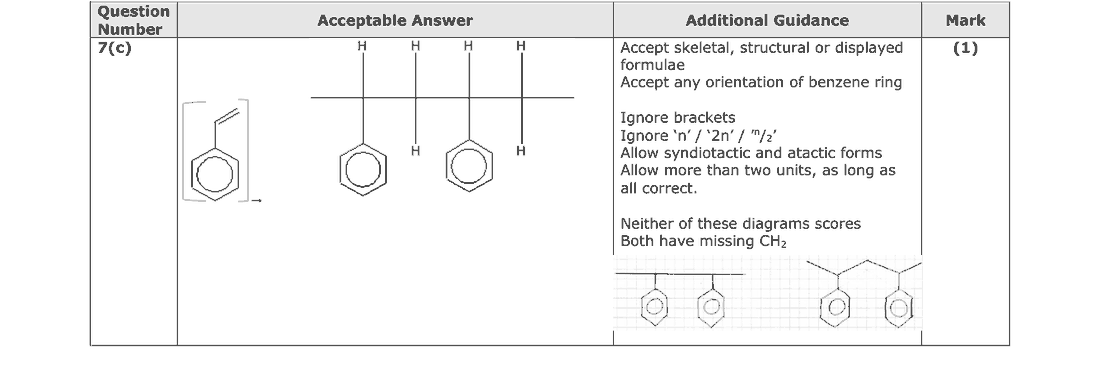 Question Number
Acceptable Answer
Additional Guidance
Mark
7(c)
H H H H
H H
→
Accept skeletal, structural or displayed
formulae
Accept any orientation of benzene ring
Ignore brackets
Ignore ‘n’ / ‘2n’ / ‘ⁿ/₂’
Allow syndiotactic and atactic forms
Allow more than two units, as long as
all correct.
Neither of these diagrams scores
Both have missing CH₂
(1)